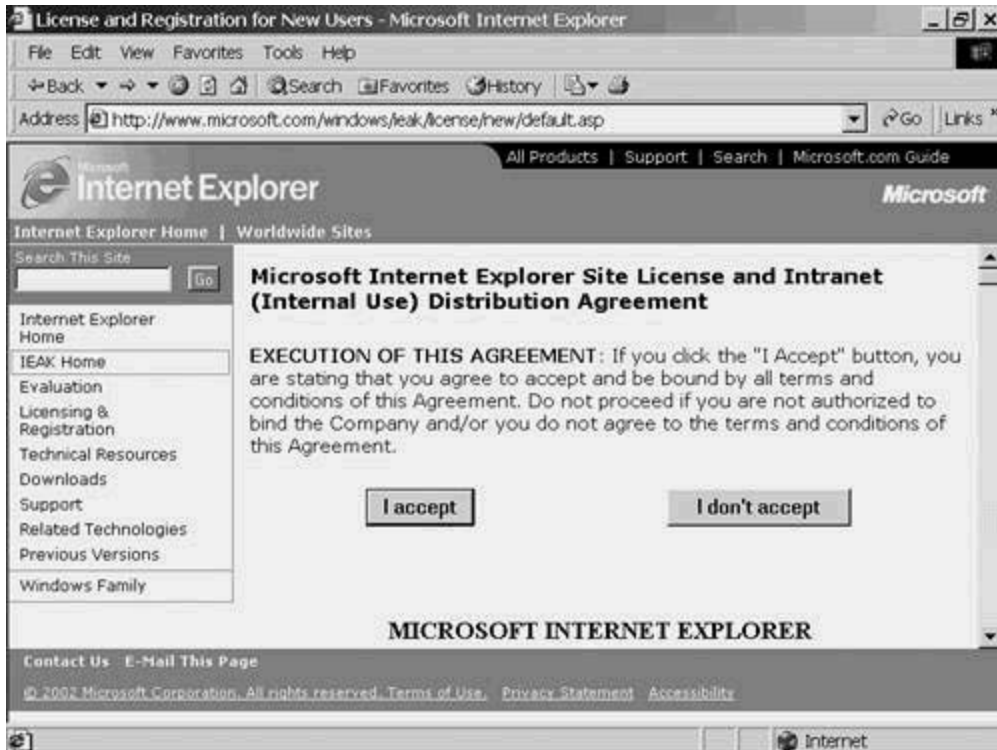 License and Registration for New Users - Microsoft Internet Explorer
File Edit View Favorites Tools Help
Back Search Favorites History
Address http://www.microsoft.com/windows/ieak/license/new/default.asp Go Links
All Products | Support | Search | Microsoft.com Guide
Microsoft
Internet Explorer
Microsoft
Internet Explorer Home | Worldwide Sites
Search This Site
Go
Internet Explorer
Home
IEAK Home
Evaluation
Licensing &
Registration
Technical Resources
Downloads
Support
Related Technologies
Previous Versions
Windows Family
Microsoft Internet Explorer Site License and Intranet
(Internal Use) Distribution Agreement
EXECUTION OF THIS AGREEMENT: If you click the "I Accept" button, you
are stating that you agree to accept and be bound by all terms and
conditions of this Agreement. Do not proceed if you are not authorized to
bind the Company and/or you do not agree to the terms and conditions of
this Agreement.
I accept I don't accept
MICROSOFT INTERNET EXPLORER
Contact Us E-Mail This Page
© 2002 Microsoft Corporation. All rights reserved. Terms of Use. Privacy Statement Accessibility
Internet